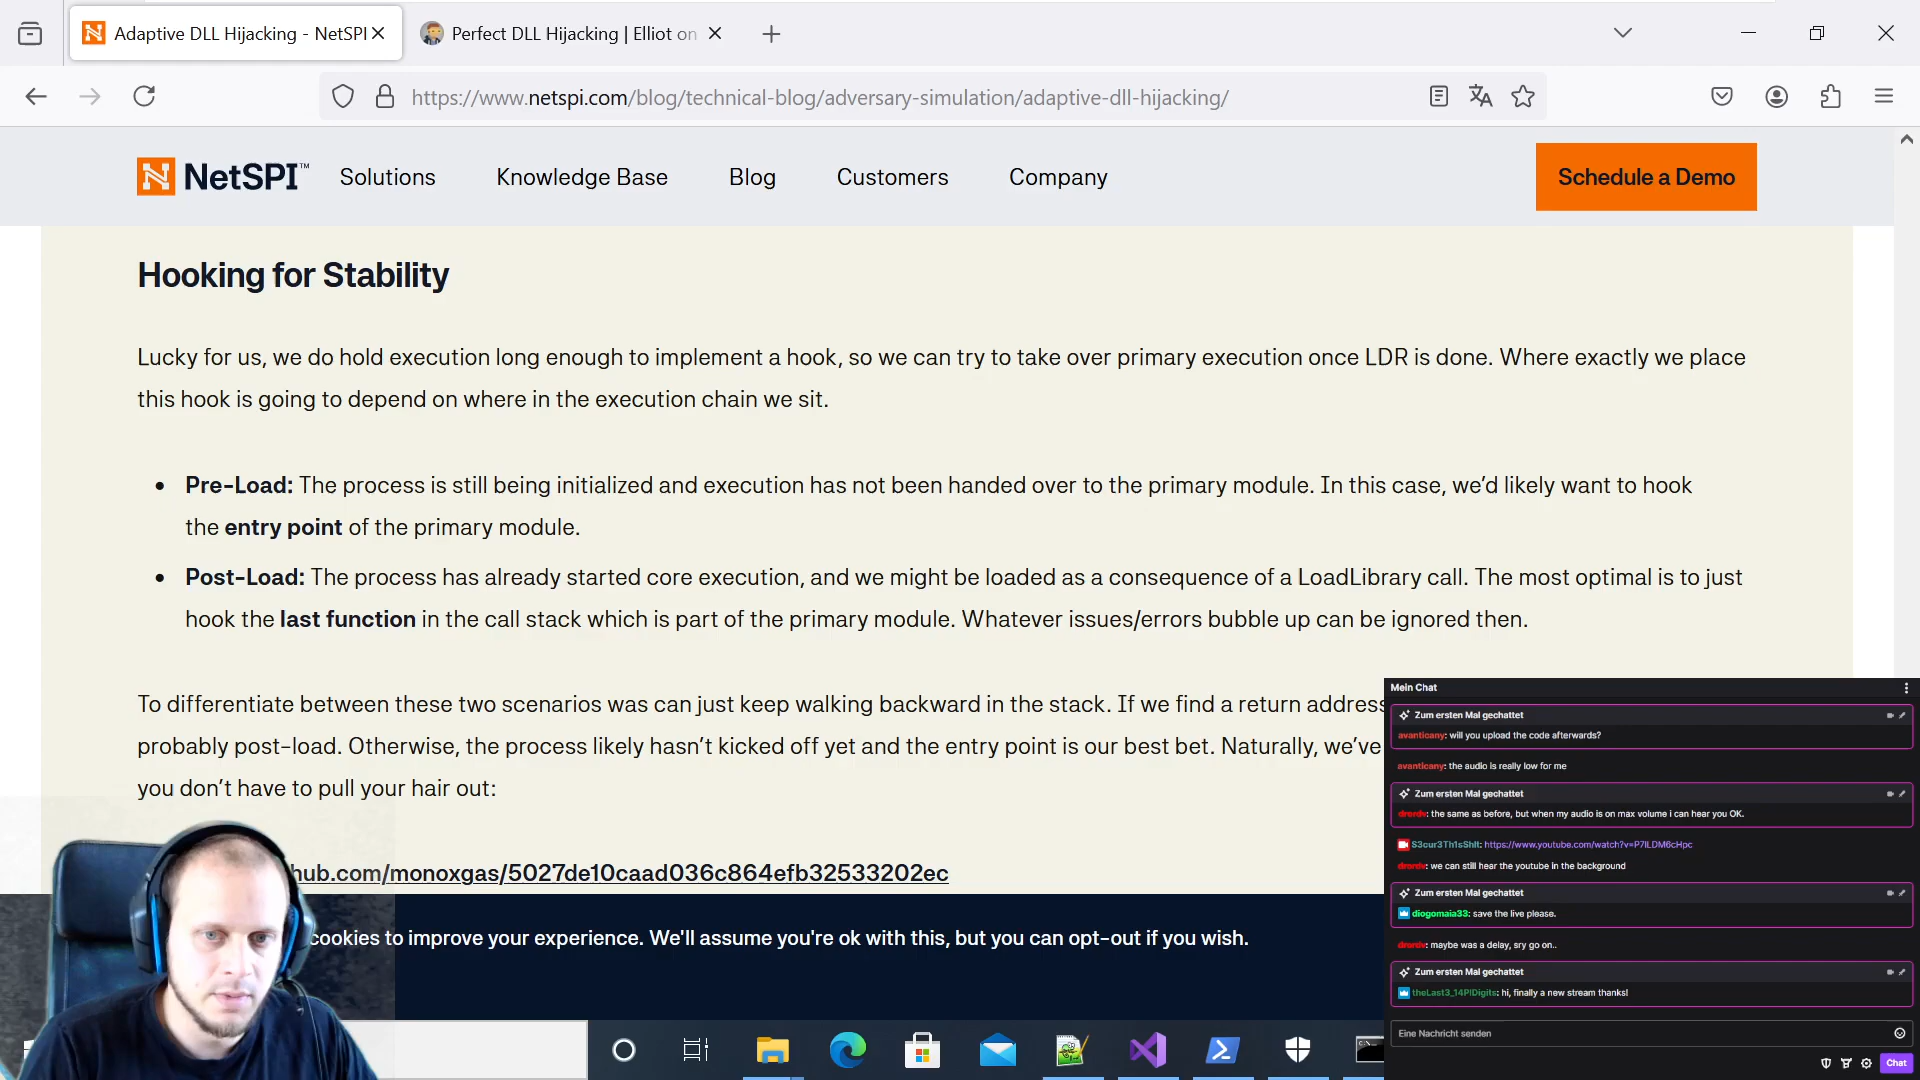 Adaptive DLL Hijacking - NetSPI
Perfect DLL Hijacking | Elliot on
https://www.netspi.com/blog/technical-blog/adversary-simulation/adaptive-dll-hijacking/
NetSPI™
Solutions
Knowledge Base
Blog
Customers
Company
Schedule a Demo
Hooking for Stability
Lucky for us, we do hold execution long enough to implement a hook, so we can try to take over primary execution once LDR is done. Where exactly we place
this hook is going to depend on where in the execution chain we sit.
• Pre-Load: The process is still being initialized and execution has not been handed over to the primary module. In this case, we’d likely want to hook
the entry point of the primary module.
• Post-Load: The process has already started core execution, and we might be loaded as a consequence of a LoadLibrary call. The most optimal is to just
hook the last function in the call stack which is part of the primary module. Whatever issues/errors bubble up can be ignored then.
To differentiate between these two scenarios was can just keep walking backward in the stack. If we find a return address
probably post-load. Otherwise, the process likely hasn’t kicked off yet and the entry point is our best bet. Naturally, we’ve
you don’t have to pull your hair out:
hub.com/monoxgas/5027de10caad036c864efb32533202ec
cookies to improve your experience. We'll assume you're ok with this, but you can opt-out if you wish.
Mein Chat
Zum ersten Mal gechattet
avanticany: will you upload the code afterwards?
avanticany: the audio is really low for me
Zum ersten Mal gechattet
drordv: the same as before, but when my audio is on max volume i can hear you OK.
S3cur3Th1sSh1t: https://www.youtube.com/watch?v=P7lLDM6cHpc
drordv: we can still hear the youtube in the background
Zum ersten Mal gechattet
diogomaia33: save the live please.
drordv: maybe was a delay, sry go on..
Zum ersten Mal gechattet
theLast3_14PIDigits: hi, finally a new stream thanks!
Eine Nachricht senden
Chat